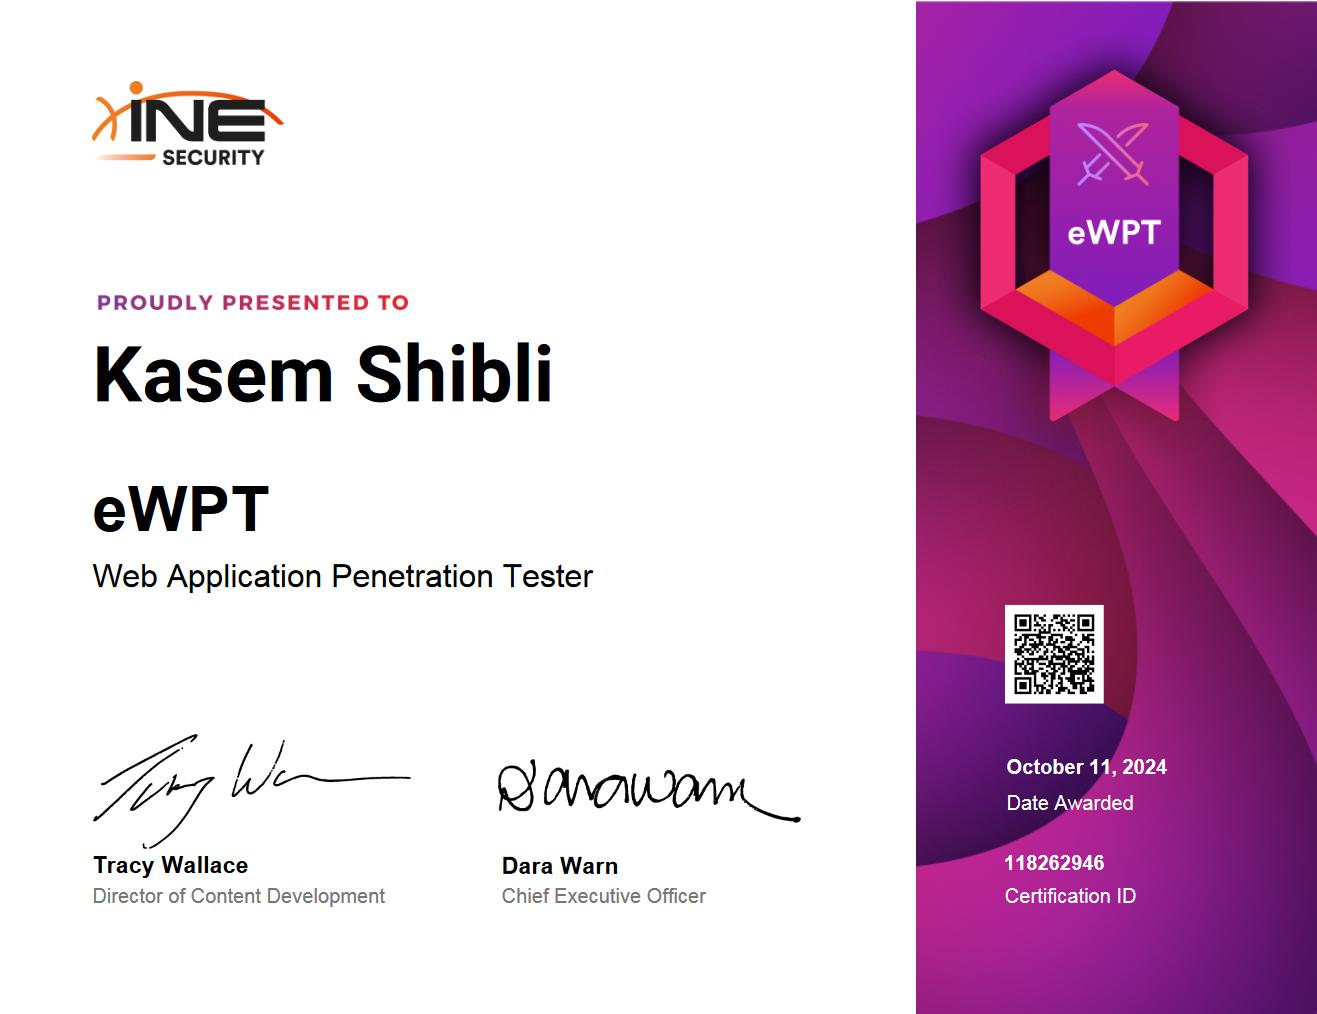 iNE
SECURITY
PROUDLY PRESENTED TO
Kasem Shibli
eWPT
Web Application Penetration Tester
Tracy Wallace
Director of Content Development
Dara Warn
Chief Executive Officer
eWPT
October 11, 2024
Date Awarded
118262946
Certification ID